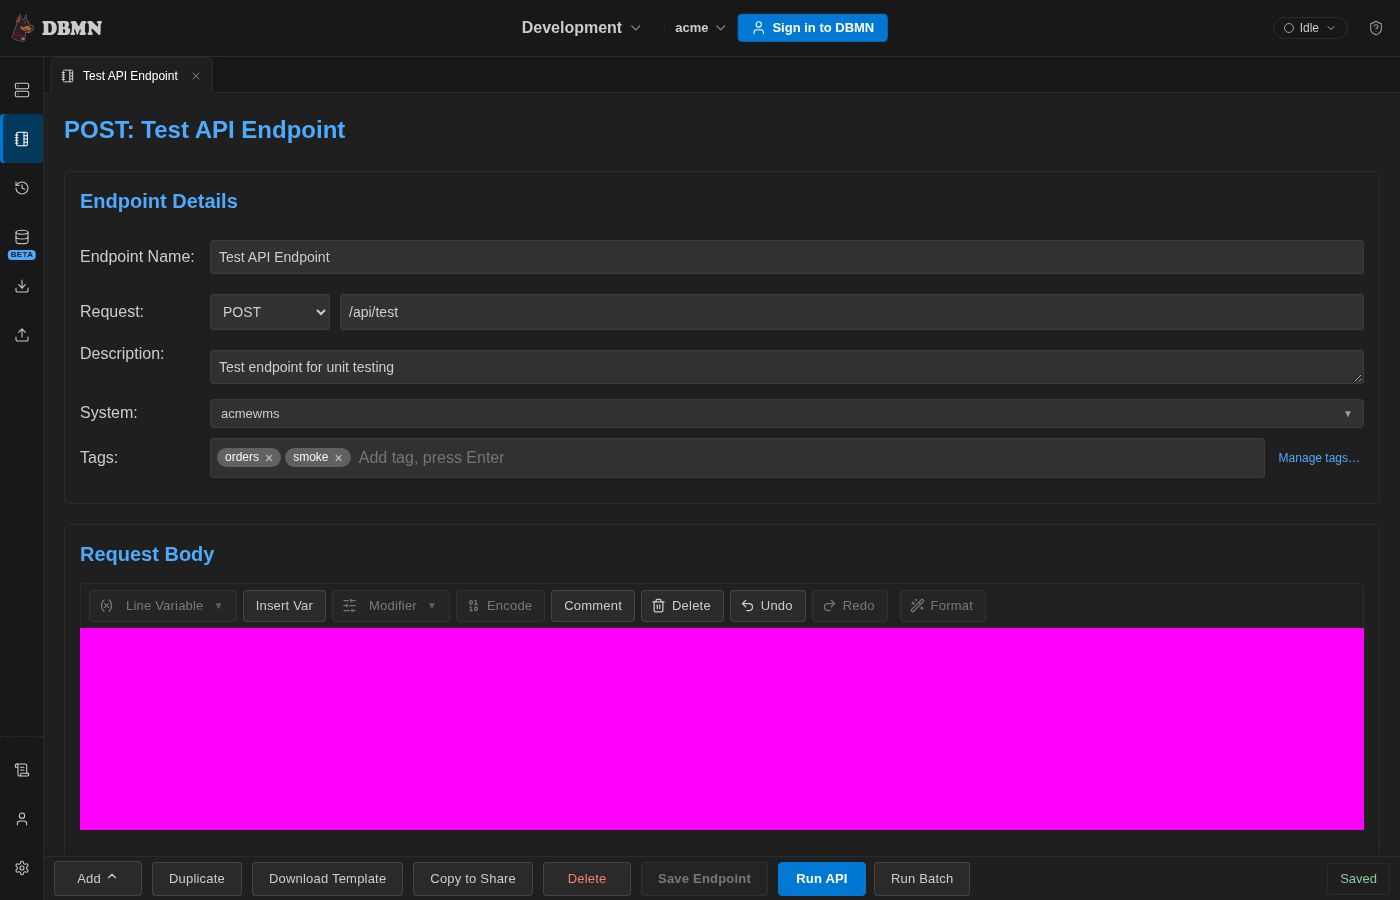 DBMN
Development
acme
Sign in to DBMN
Idle
Test API Endpoint
POST: Test API Endpoint
Endpoint Details
Endpoint Name:
Test API Endpoint
Request:
POST
/api/test
Description:
Test endpoint for unit testing
System:
acmewms
Tags:
orders
smoke
Add tag, press Enter
Manage tags…
BETA
Request Body
Line Variable
Insert Var
Modifier
Encode
Comment
Delete
Undo
Redo
Format
Add
Duplicate
Download Template
Copy to Share
Delete
Save Endpoint
Run API
Run Batch
Saved